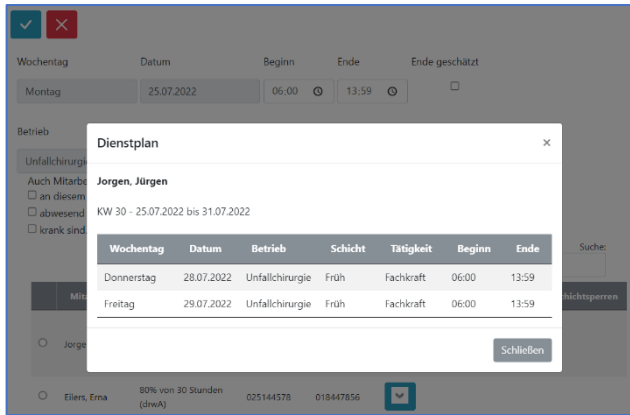 Wochentag Datum Beginn Ende Ende geschätzt
Montag 25.07.2022 06:00 13:59
Betrieb
Unfallchirurgi
Auch Mitarbe
an diesem
abwesend
krank sind.
Dienstplan ×
Jorgen, Jürgen
KW 30 - 25.07.2022 bis 31.07.2022
Wochentag Datum Betrieb Schicht Tätigkeit Beginn Ende
Donnerstag 28.07.2022 Unfallchirurgie Früh Fachkraft 06:00 13:59
Freitag 29.07.2022 Unfallchirurgie Früh Fachkraft 06:00 13:59
Schließen
Suche:
Mita
chichtsperren
Jorge
Eilers, Erna 80% von 30 Stunden 025144578 018447856
(drwA)